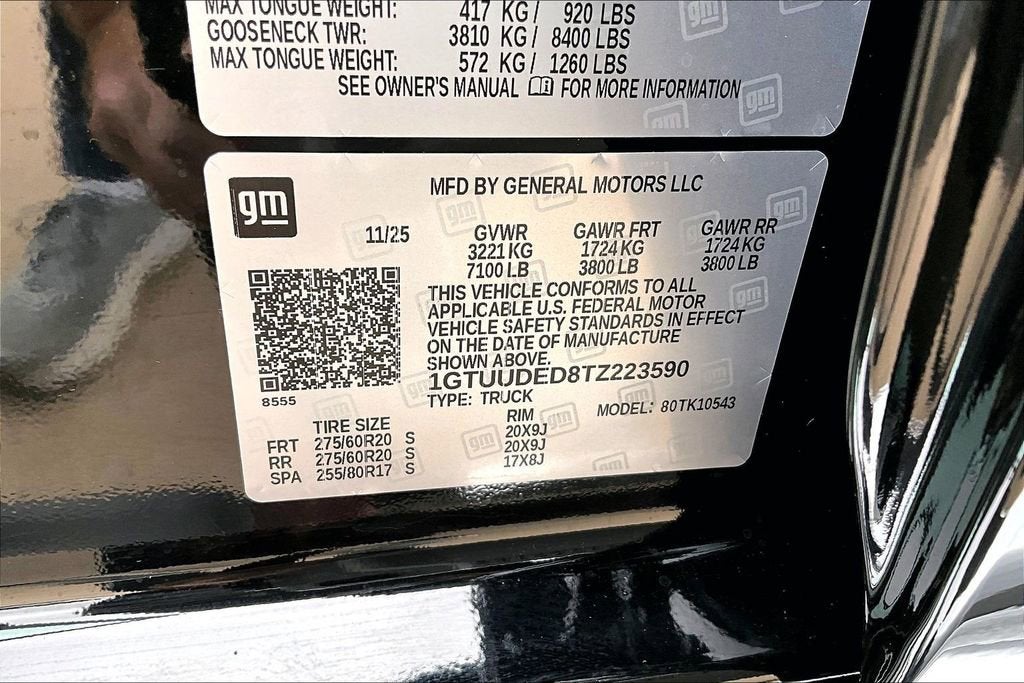 MAX TONGUE WEIGHT: 417 KG / 920 LBS
GOOSENECK TWR: 3810 KG / 8400 LBS
MAX TONGUE WEIGHT: 572 KG / 1260 LBS
SEE OWNER'S MANUAL FOR MORE INFORMATION
gm
MFD BY GENERAL MOTORS LLC
11/25 GVWR GAWR FRT GAWR RR
3221 KG 1724 KG 1724 KG
7100 LB 3800 LB 3800 LB
THIS VEHICLE CONFORMS TO ALL
APPLICABLE U.S. FEDERAL MOTOR
VEHICLE SAFETY STANDARDS IN EFFECT
ON THE DATE OF MANUFACTURE
SHOWN ABOVE.
1GTUUDED8TZ223590
8555
TYPE: TRUCK MODEL: 80TK10543
TIRE SIZE RIM
FRT 275/60R20 S 20X9J
RR 275/60R20 S 20X9J
SPA 255/80R17 S 17X8J